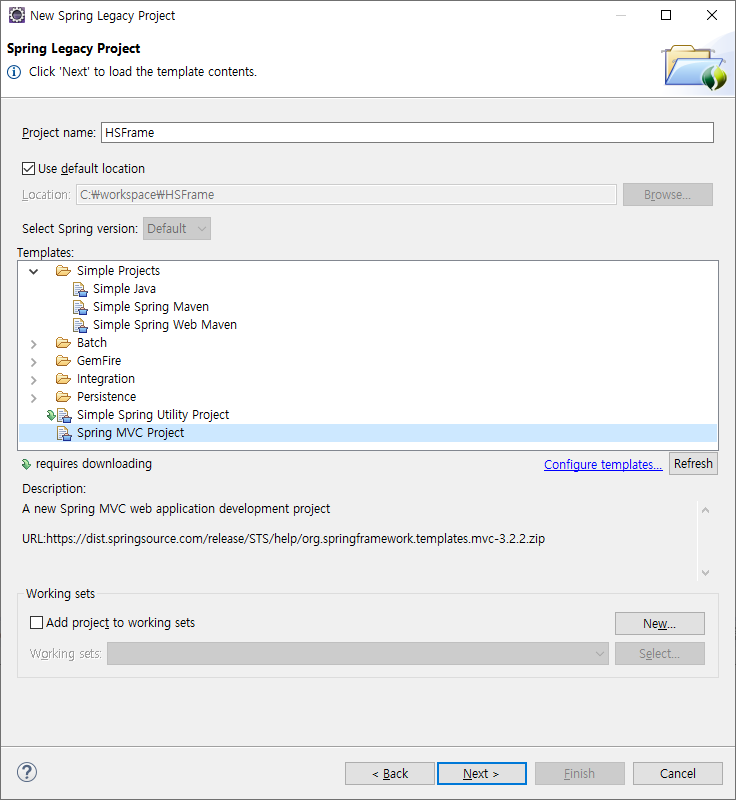 New Spring Legacy Project
Spring Legacy Project
Click 'Next' to load the template contents.
Project name: HSFrame
Use default location
Location: C:₩workspace₩HSFrame Browse...
Select Spring version: Default
Templates:
Simple Projects
Simple Java
Simple Spring Maven
Simple Spring Web Maven
Batch
GemFire
Integration
Persistence
Simple Spring Utility Project
Spring MVC Project
requires downloading Configure templates... Refresh
Description:
A new Spring MVC web application development project
URL:https://dist.springsource.com/release/STS/help/org.springframework.templates.mvc-3.2.2.zip
Working sets
Add project to working sets New...
Working sets: Select...
? < Back Next > Finish Cancel